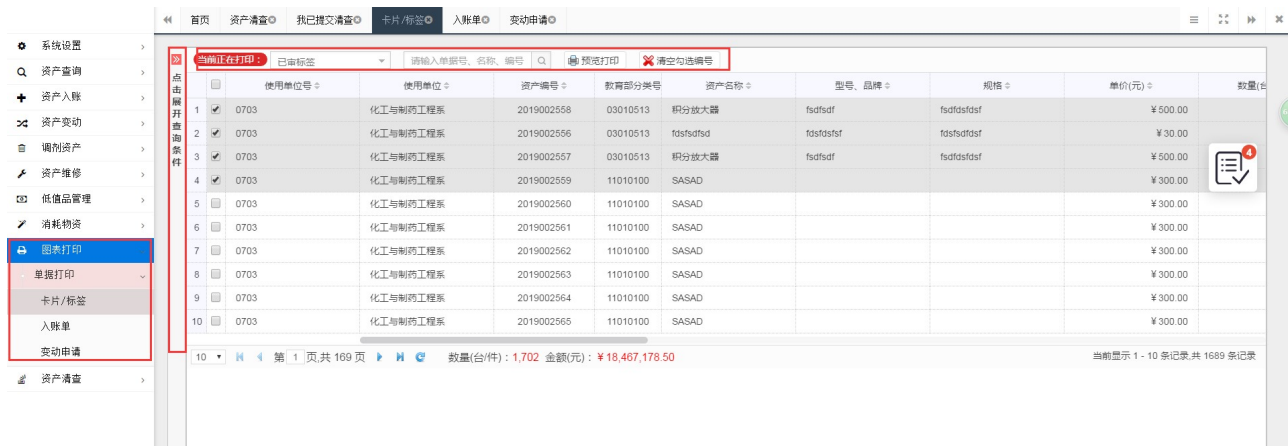 首页 资产清查 我已提交清查 卡片/标签 入账单 变动申请
系统设置
资产查询
资产入账
资产变动
调剂资产
资产维修
低值品管理
消耗物资
图表打印
单据打印
卡片/标签
入账单
变动申请
资产清查
点击展开查询条件
当前正在打印： 已审标签 请输入单据号、名称、编号 预览打印 清空勾选编号
使用单位号 使用单位 资产编号 教育部分类号 资产名称 型号、品牌 规格 单价(元) 数量(台
1 0703 化工与制药工程系 2019002558 03010513 积分放大器 fsdfsdf fsdfdsfdsf ￥500.00
2 0703 化工与制药工程系 2019002556 03010513 fdsfsdfsd fdsfdsfsf fdsfsdfdsf ￥30.00
3 0703 化工与制药工程系 2019002557 03010513 积分放大器 fsdfsdf fsdfdsfdsf ￥500.00
4 0703 化工与制药工程系 2019002559 11010100 SASAD ￥300.00
5 0703 化工与制药工程系 2019002560 11010100 SASAD ￥300.00
6 0703 化工与制药工程系 2019002561 11010100 SASAD ￥300.00
7 0703 化工与制药工程系 2019002562 11010100 SASAD ￥300.00
8 0703 化工与制药工程系 2019002563 11010100 SASAD ￥300.00
9 0703 化工与制药工程系 2019002564 11010100 SASAD ￥300.00
10 0703 化工与制药工程系 2019002565 11010100 SASAD ￥300.00
10 第 1 页,共 169 页 数量(台/件)：1,702 金额(元)：￥18,467,178.50 当前显示 1 - 10 条记录,共 1689 条记录
4